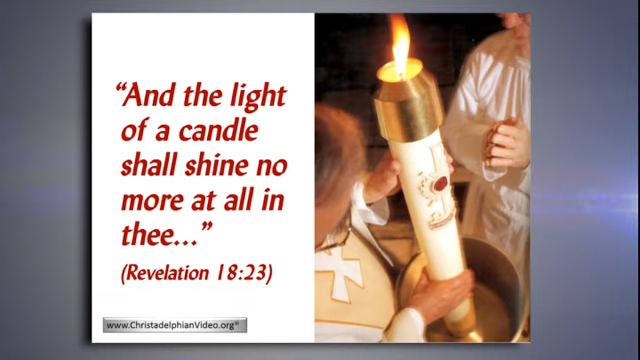 “And the light
of a candle
shall shine no
more at all in
thee...”
(Revelation 18:23)
www.ChristadelphianVideo.org